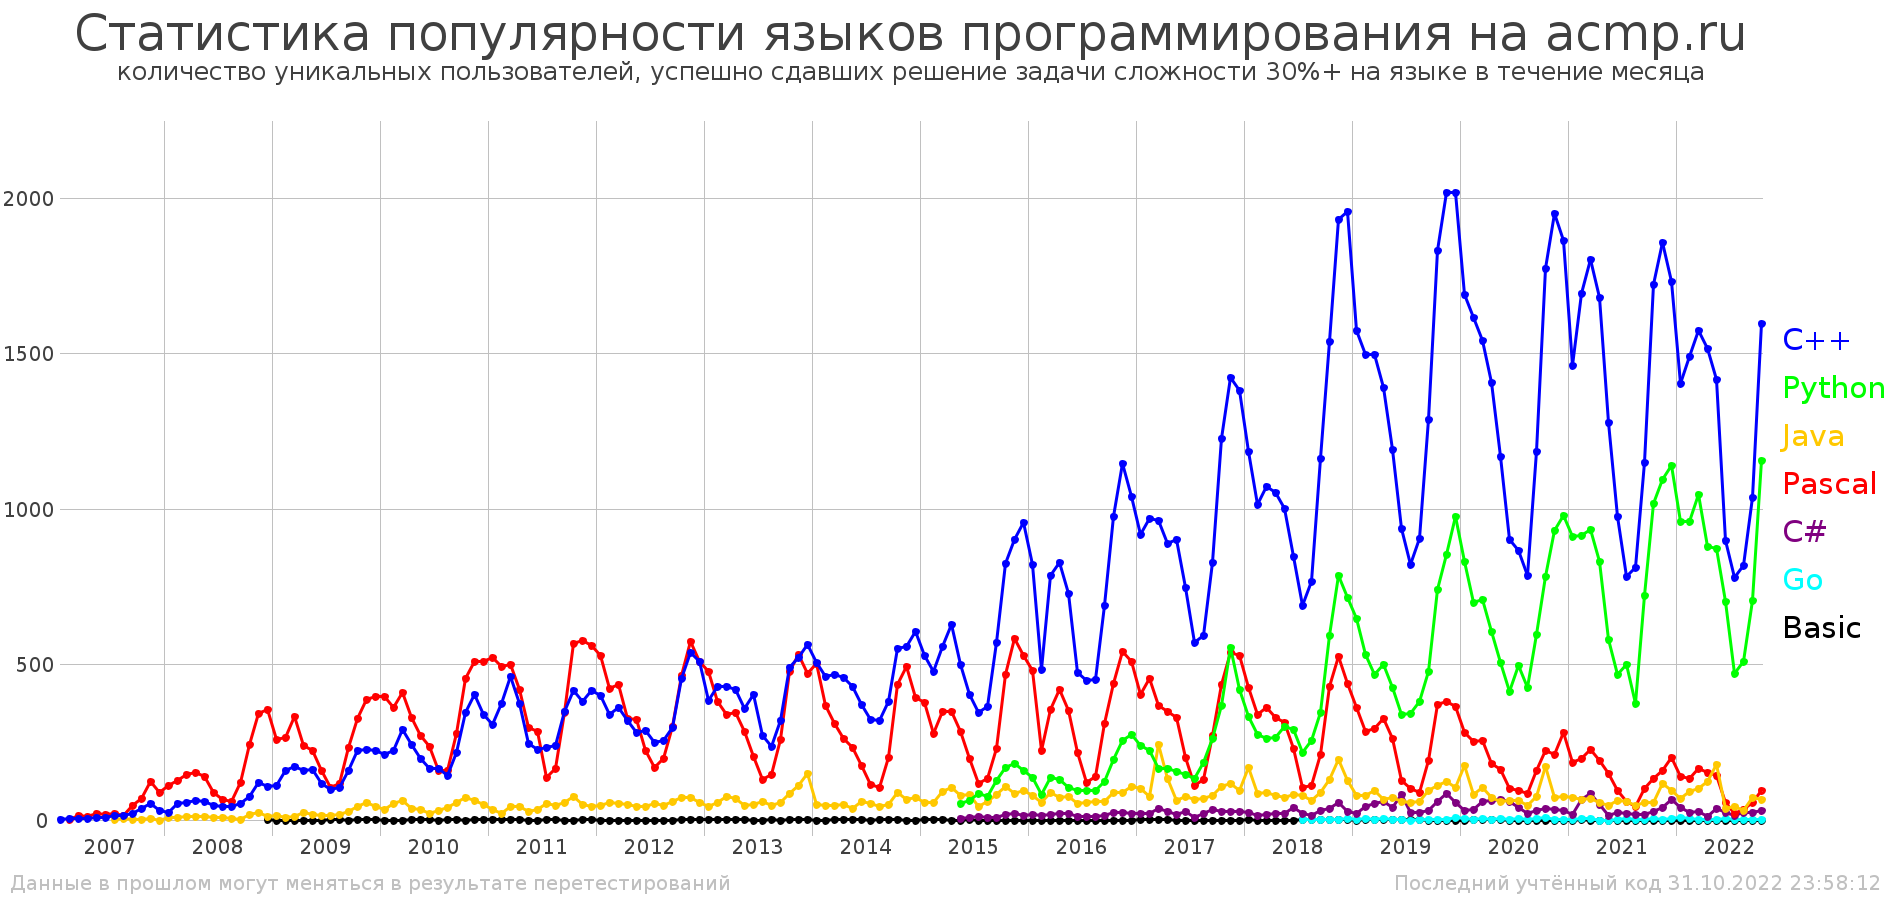 Статистика популярности языков программирования на acmp.ru
количество уникальных пользователей, успешно сдавших решение задачи сложности 30%+ на языке в течение месяца
2000
1500
1000
500
0
C++
Python
Java
Pascal
C#
Go
Basic
2007 2008 2009 2010 2011 2012 2013 2014 2015 2016 2017 2018 2019 2020 2021 2022
Данные в прошлом могут меняться в результате перетестирований
Последний учтённый код 31.10.2022 23:58:12